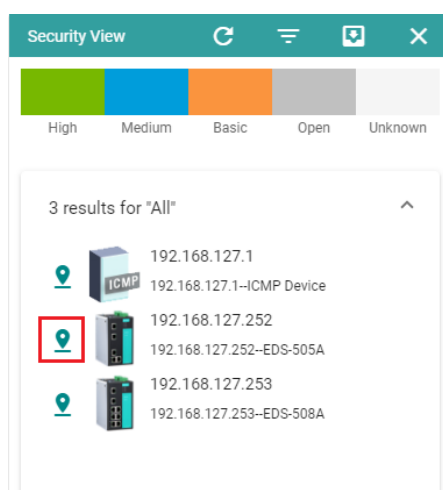 Security View
High Medium Basic Open Unknown
3 results for "All"
192.168.127.1
ICMP
192.168.127.1--ICMP Device
192.168.127.252
192.168.127.252--EDS-505A
192.168.127.253
192.168.127.253--EDS-508A